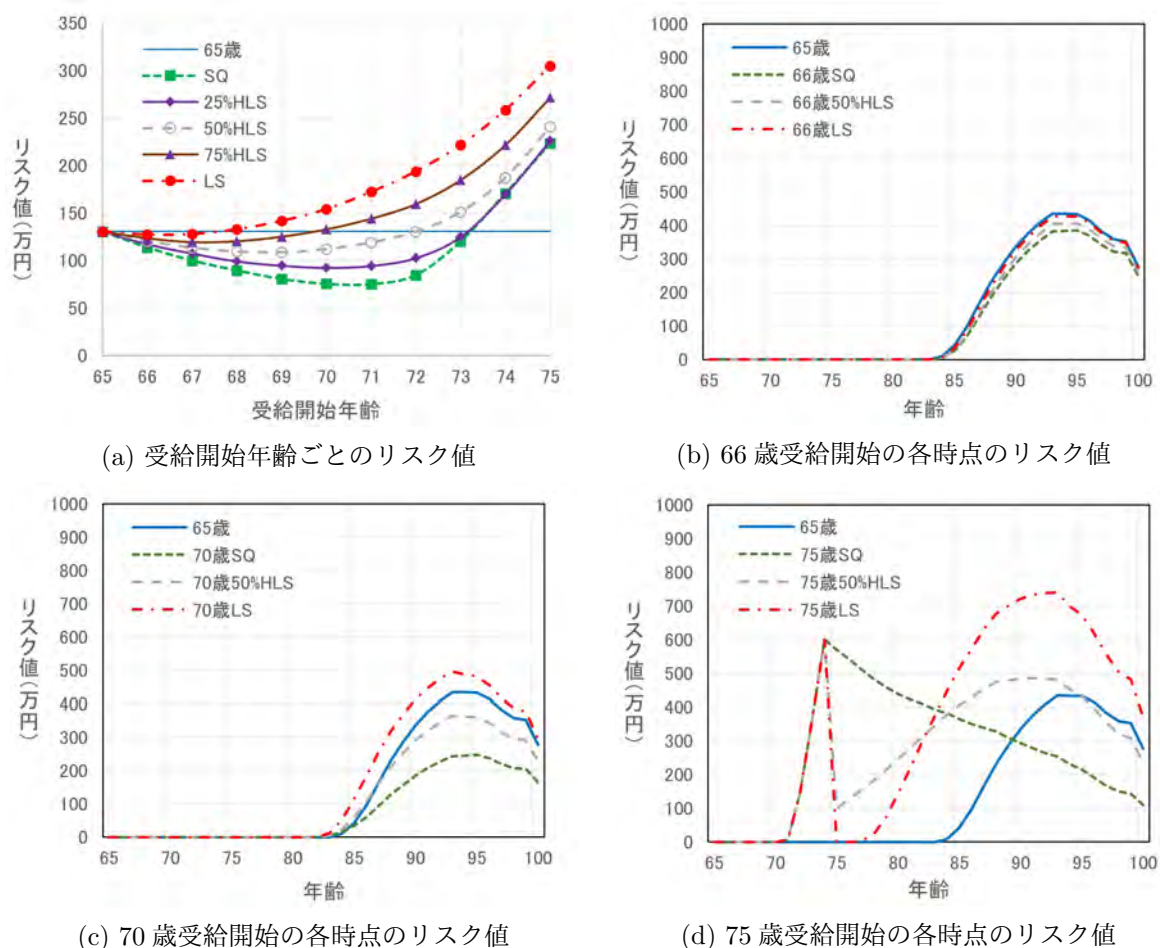 350
300
250
200
150
100
50
0
リスク値(万円)
65歳
SQ
25%HLS
50%HLS
75%HLS
LS
65 66 67 68 69 70 71 72 73 74 75
受給開始年齢
(a) 受給開始年齢ごとのリスク値
1000
900
800
700
600
500
400
300
200
100
0
リスク値(万円)
65歳
66歳SQ
66歳50%HLS
66歳LS
65 70 75 80 85 90 95 100
年齢
(b) 66 歳受給開始の各時点のリスク値
1000
900
800
700
600
500
400
300
200
100
0
リスク値(万円)
65歳
70歳SQ
70歳50%HLS
70歳LS
65 70 75 80 85 90 95 100
年齢
(c) 70 歳受給開始の各時点のリスク値
1000
900
800
700
600
500
400
300
200
100
0
リスク値(万円)
65歳
75歳SQ
75歳50%HLS
75歳LS
65 70 75 80 85 90 95 100
年齢
(d) 75 歳受給開始の各時点のリスク値